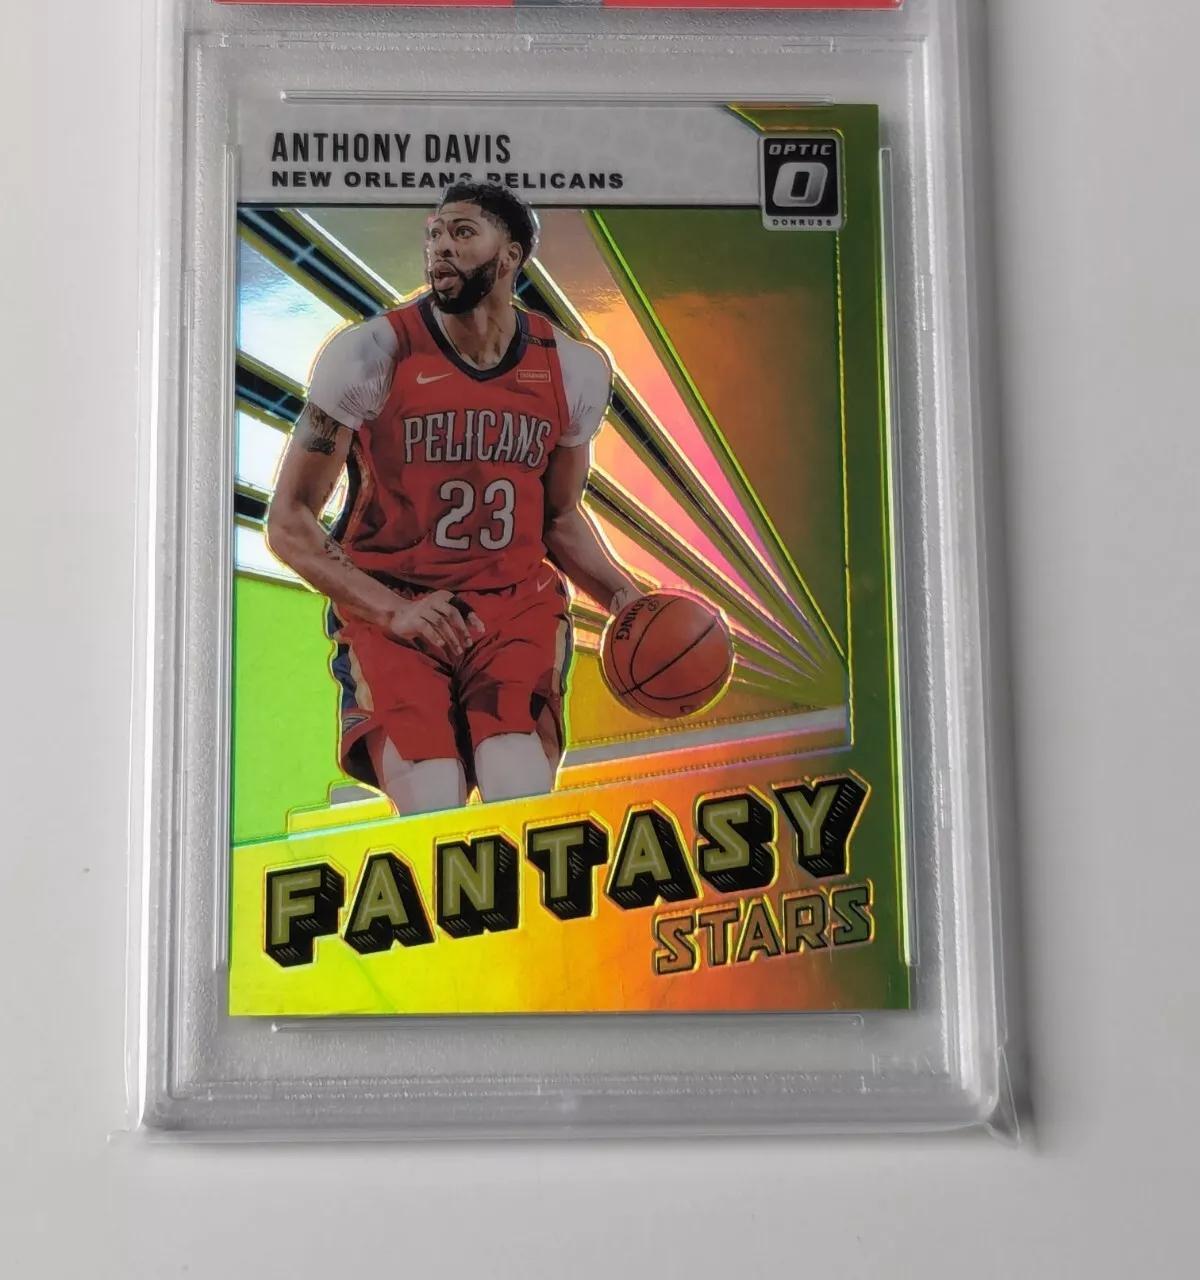 ANTHONY DAVIS
NEW ORLEANS PELICANS
OPTIC
O
DONRUSS
PELICANS
23
FANTASY
STARS